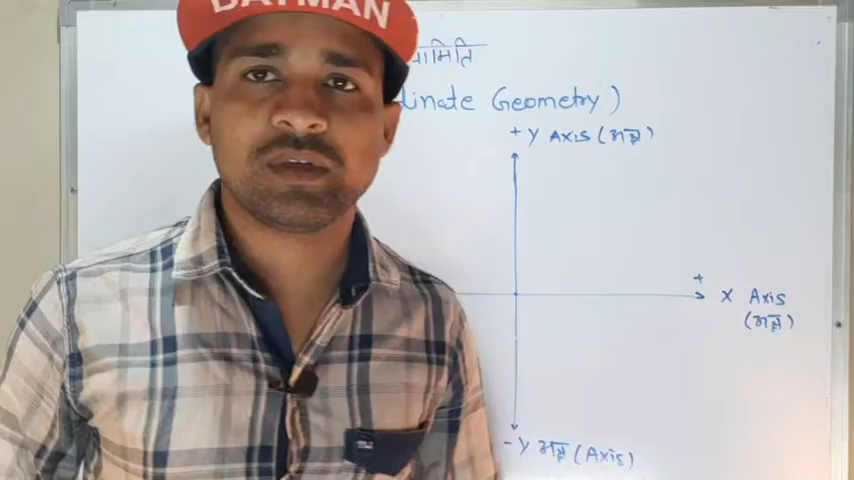 BATMAN
ामिति
dinate Geometry)
+ Y AXIS (अक्ष)
+
X Axis
(अक्ष)
- Y अक्ष (Axis)